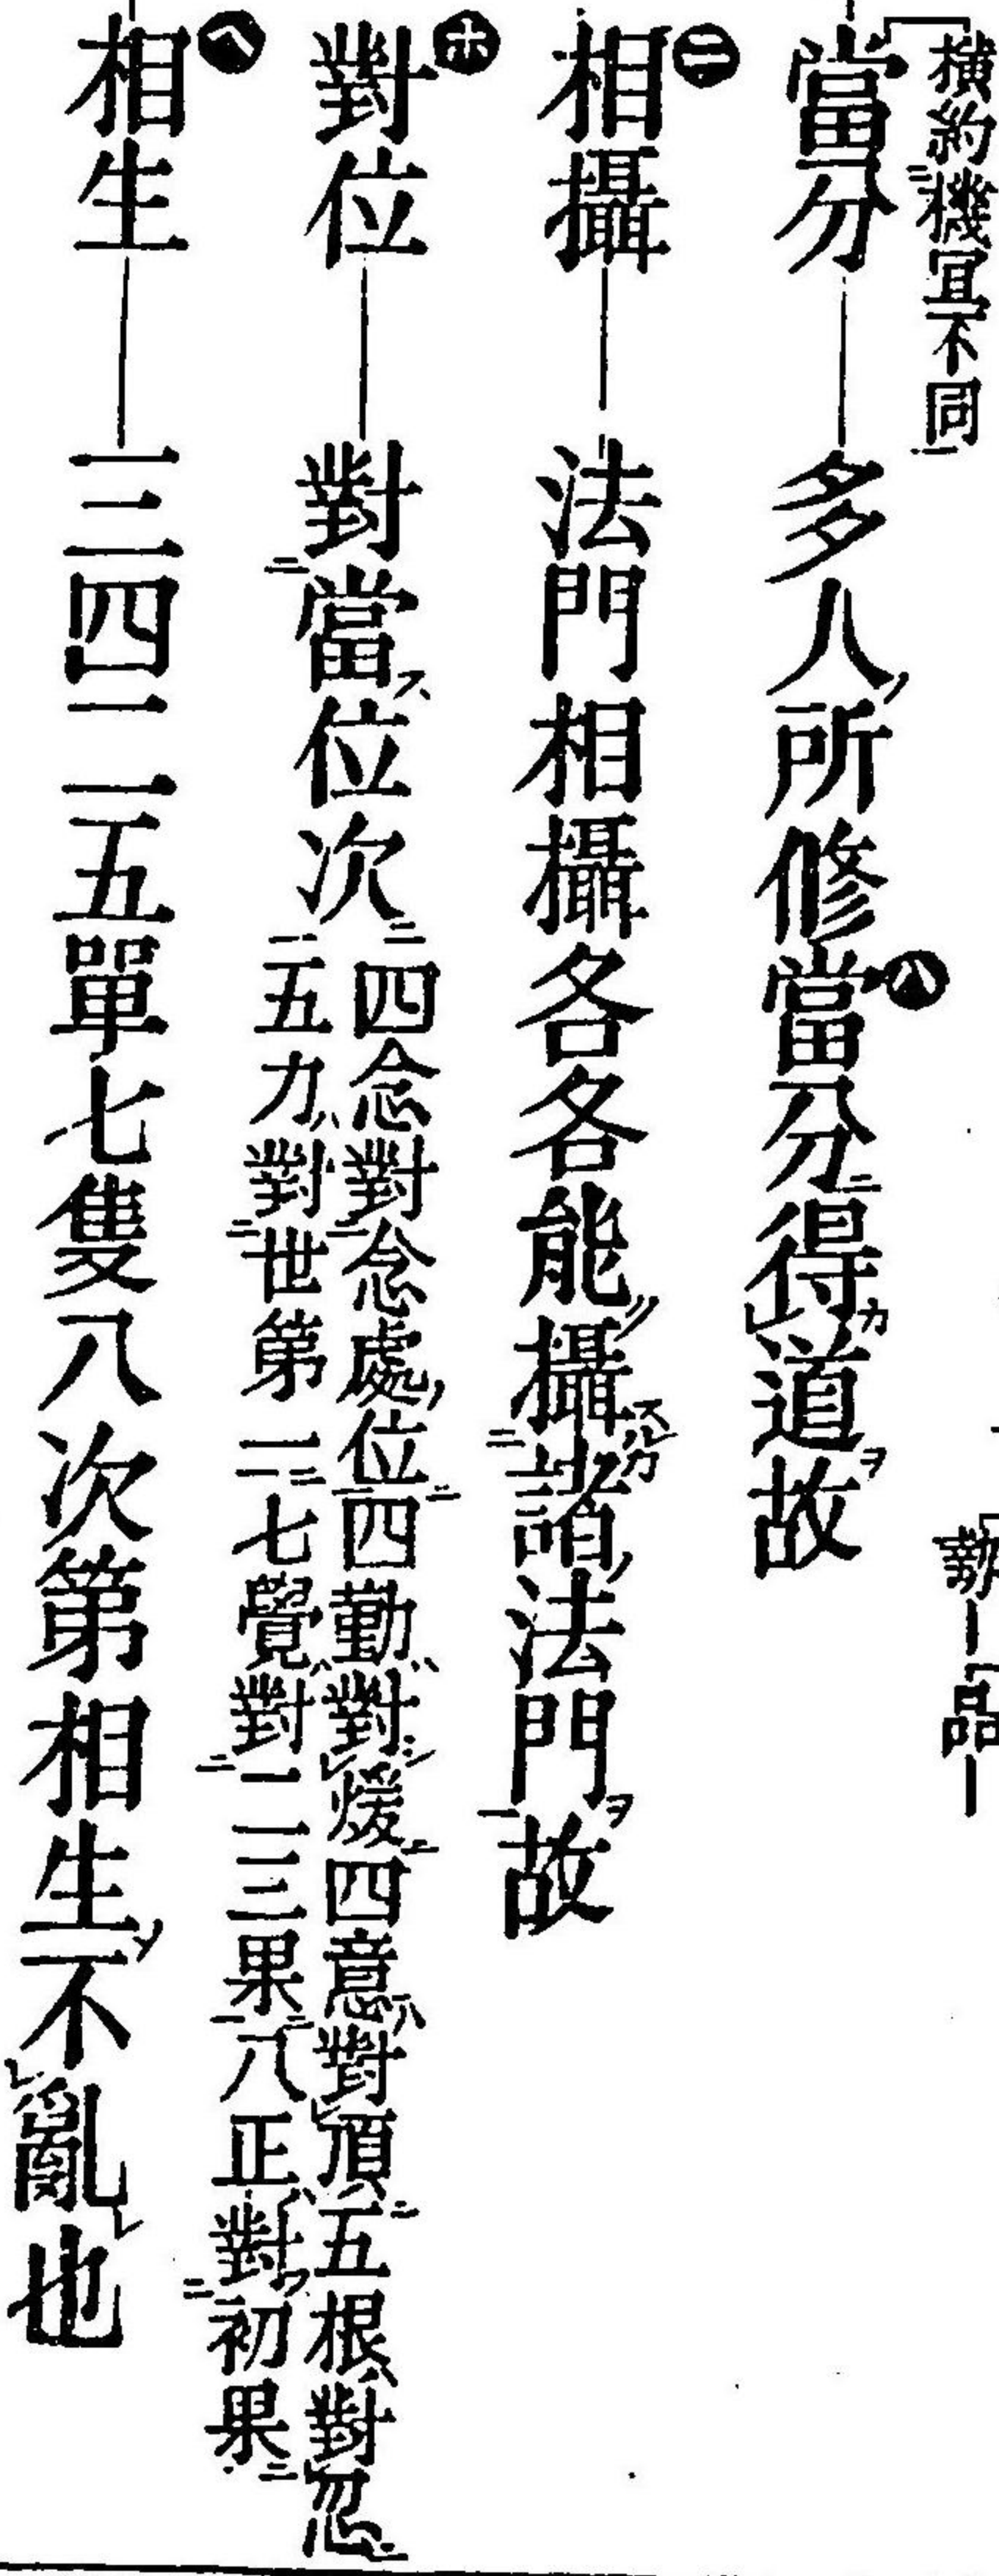 橫約機宜不同
當分―多人所修當分得道故
㊁相攝―法門相攝各各能攝諸法門故
對位―對當位次
四念對念處位四勤對煖四意對頂五根對忍
五力對世第一七覺對二三果八正對初果
相生―三四二一五單七隻八次第相生不亂也